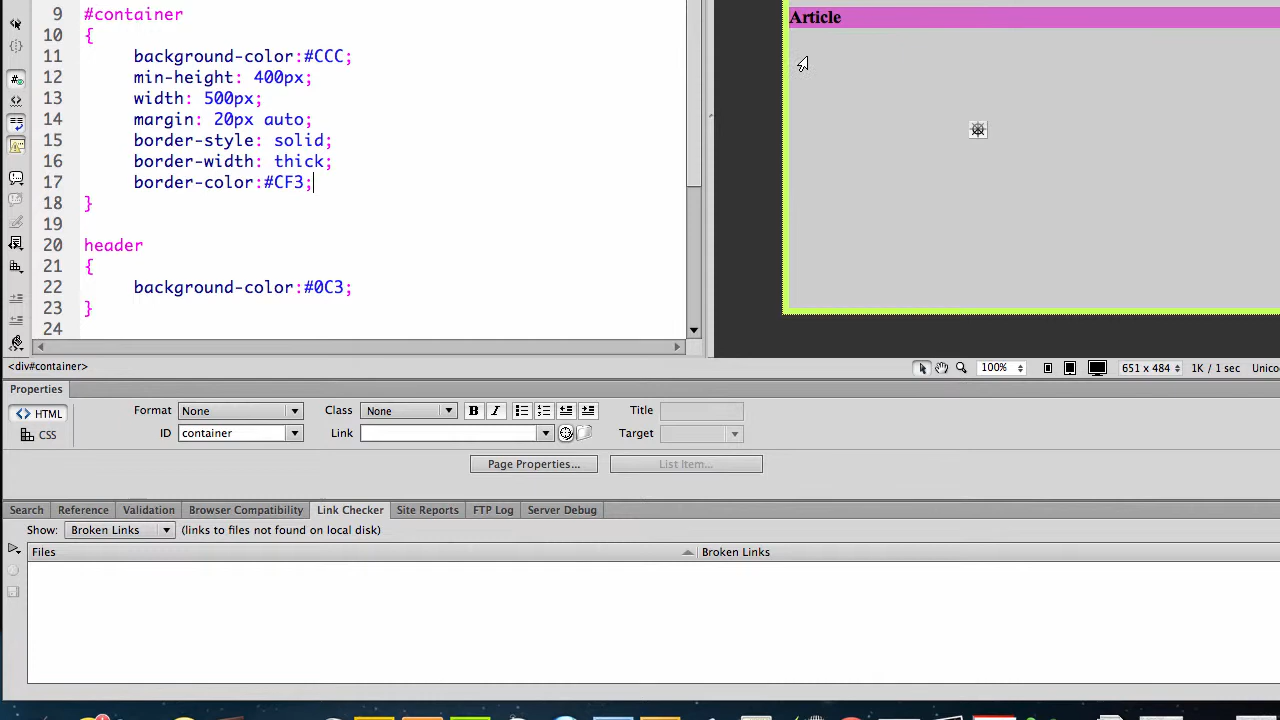 9 #container
10 {
11 background-color:#CCC;
12 min-height: 400px;
13 width: 500px;
14 margin: 20px auto;
15 border-style: solid;
16 border-width: thick;
17 border-color:#CF3;
18 }
19
20 header
21 {
22 background-color:#0C3;
23 }
24
Article
<div#container>
100%
651 x 484
1K / 1 sec
Unico
Properties
HTML
Format None
Class None
B I
Title
CSS
ID container
Link
Target
Page Properties...
List Item...
Search Reference Validation Browser Compatibility Link Checker Site Reports FTP Log Server Debug
Show: Broken Links (links to files not found on local disk)
Files Broken Links